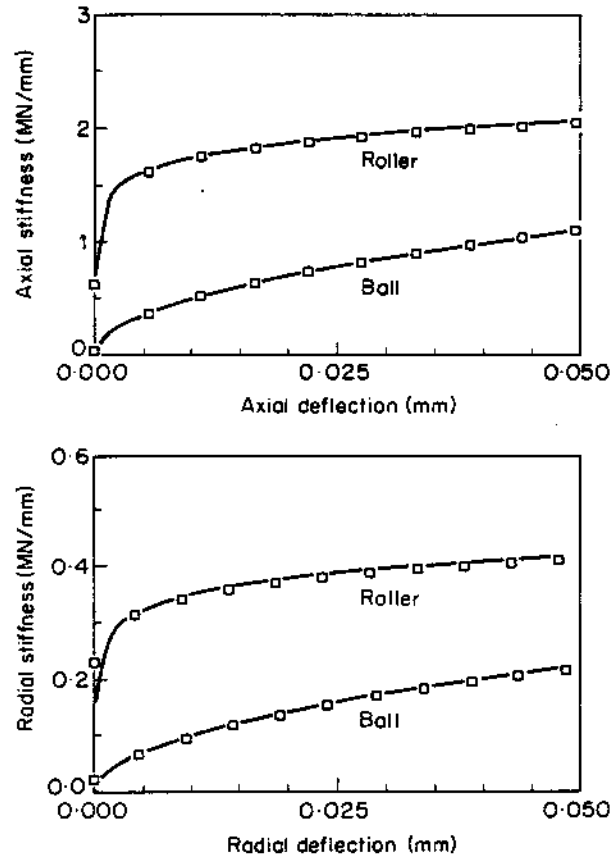 3
Axial stiffness (MN/mm)
2
Roller
1
Ball
0
0·000
0·025
0·050
Axial deflection (mm)
0·6
Radial stiffness (MN/mm)
0·4
Roller
0·2
Ball
0·0
0·000
0·025
0·050
Radial deflection (mm)